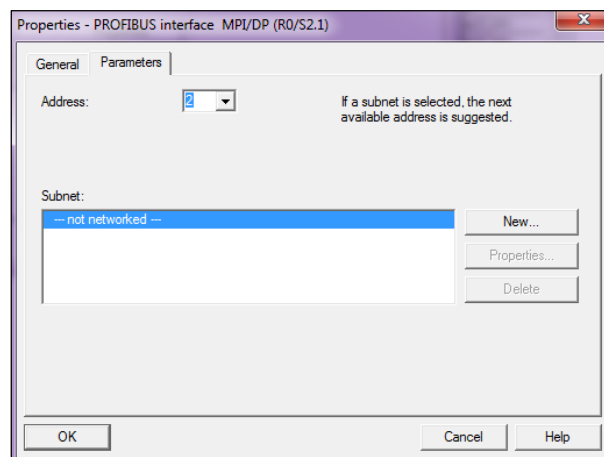 Properties - PROFIBUS interface MPI/DP (R0/S2.1)
General
Parameters
Address:
2
If a subnet is selected, the next
available address is suggested.
Subnet:
--- not networked ---
New...
Properties...
Delete
OK
Cancel
Help